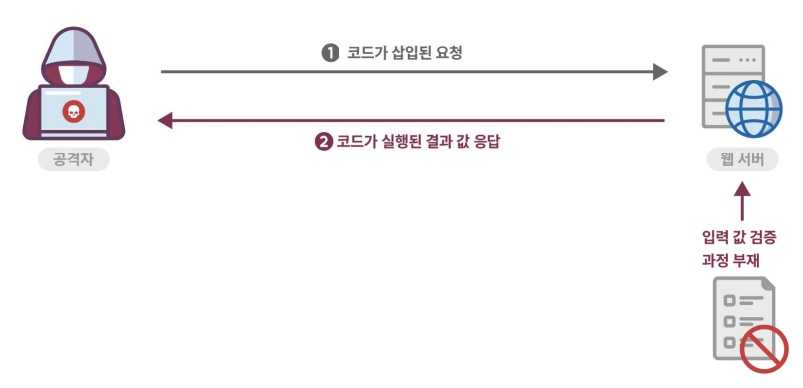 ❶ 코드가 삽입된 요청
❷ 코드가 실행된 결과 값 응답
공격자
웹 서버
입력 값 검증
과정 부재